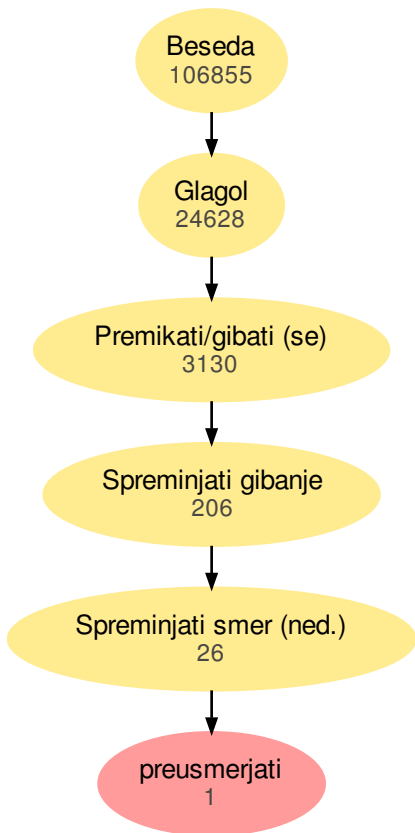 Beseda
106855
Glagol
24628
Premikati/gibati (se)
3130
Spreminjati gibanje
206
Spreminjati smer (ned.)
26
preusmerjati
1